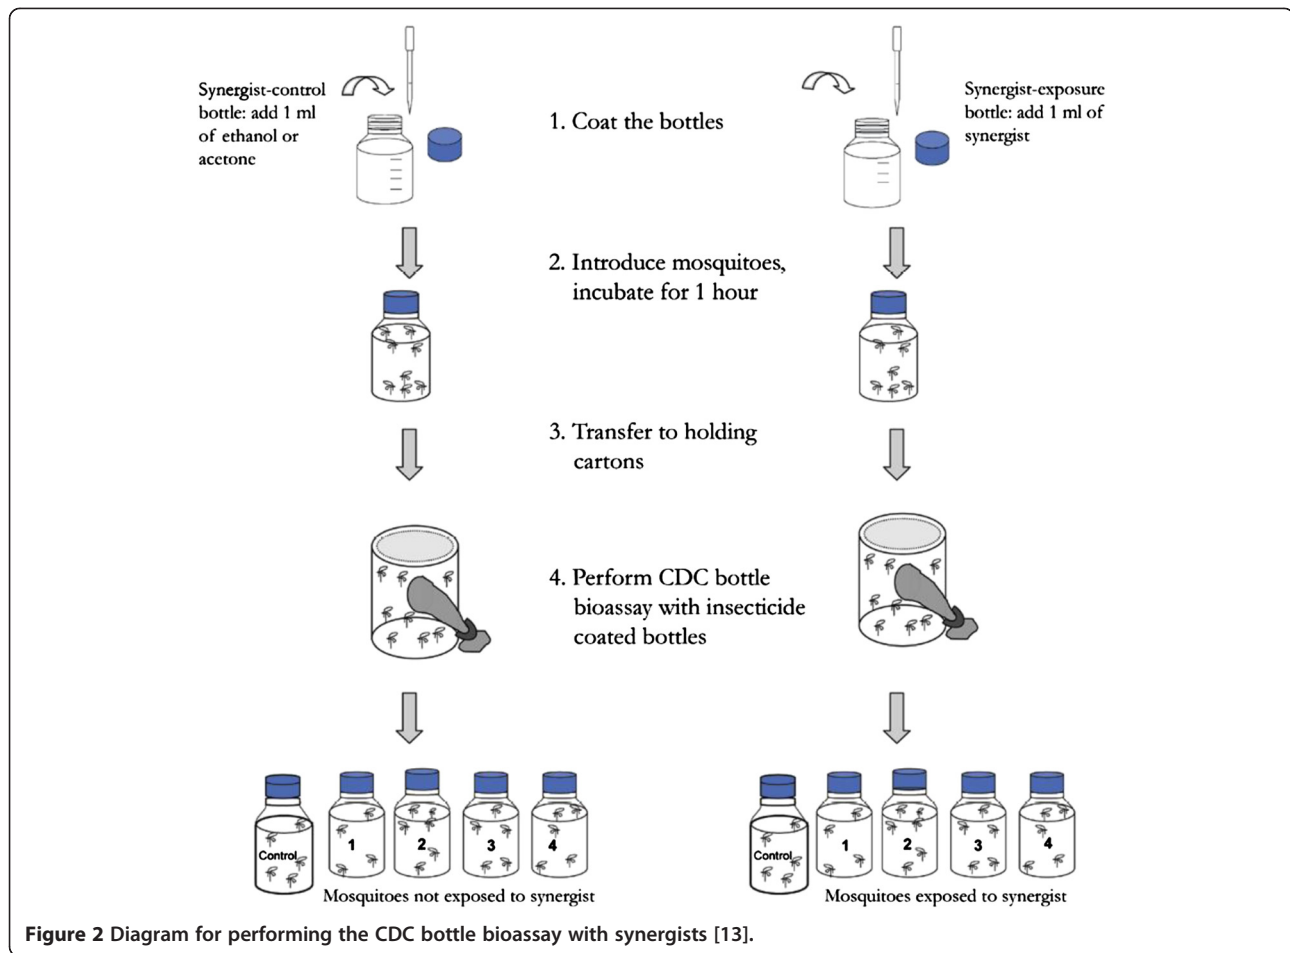 Synergist-control
bottle: add 1 ml
of ethanol or
acetone
1. Coat the bottles
Synergist-exposure
bottle: add 1 ml of
synergist
2. Introduce mosquitoes,
incubate for 1 hour
3. Transfer to holding
cartons
4. Perform CDC bottle
bioassay with insecticide
coated bottles
Control 1 2 3 4
Mosquitoes not exposed to synergist
Control 1 2 3 4
Mosquitoes exposed to synergist
Figure 2 Diagram for performing the CDC bottle bioassay with synergists [13].